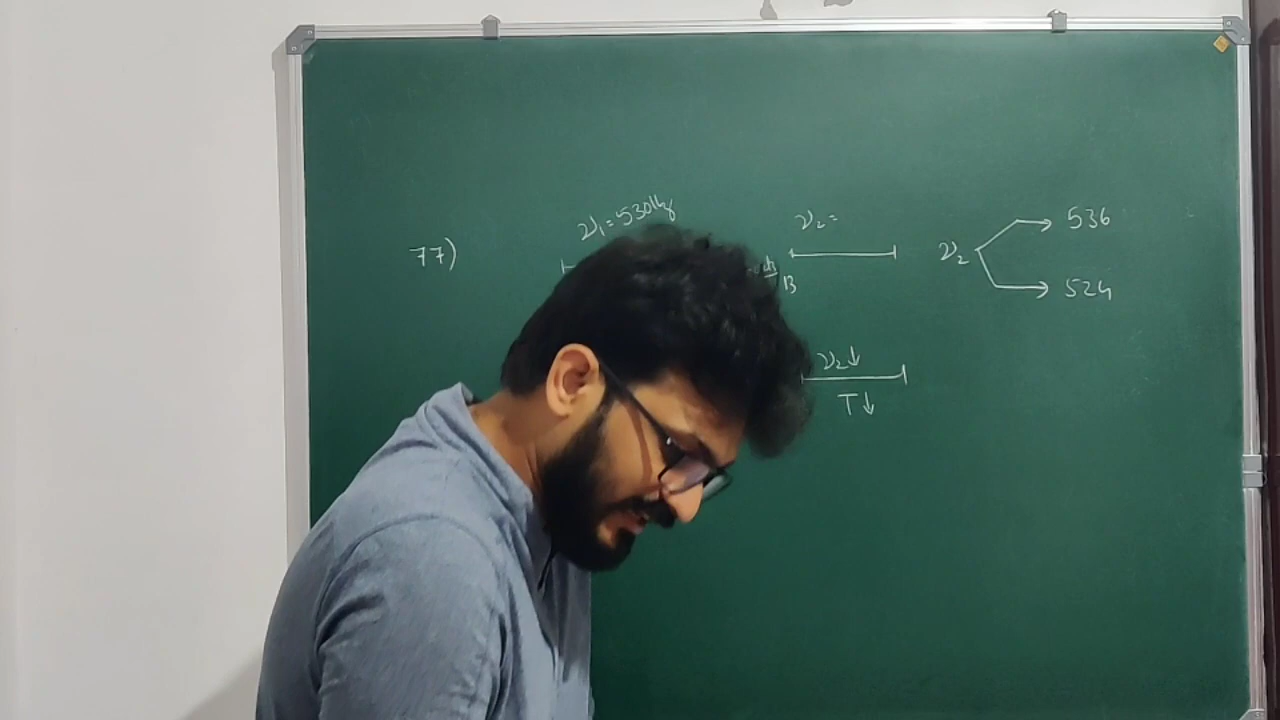 77)
ν₁ = 530Hz
ν₂ =
B
ν₂
536
524
ν₂↓
T↓